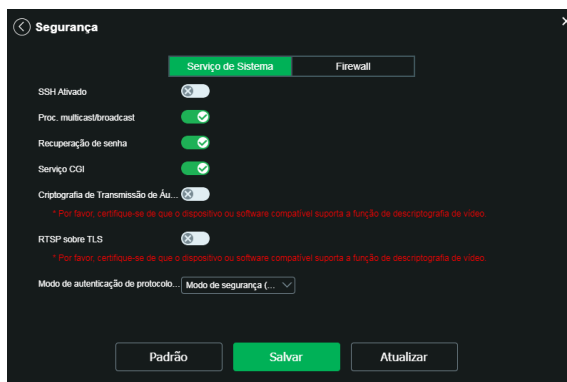 Segurança
Serviço de Sistema Firewall
SSH Ativado
Proc. multicast/broadcast
Recuperação de senha
Serviço CGI
Criptografia de Transmissão de Áu...
* Por favor, certifique-se de que o dispositivo ou software compatível suporta a função de descriptografia de vídeo.
RTSP sobre TLS
* Por favor, certifique-se de que o dispositivo ou software compatível suporta a função de descriptografia de vídeo.
Modo de autenticação de protocolo... Modo de segurança (...
Padrão Salvar Atualizar